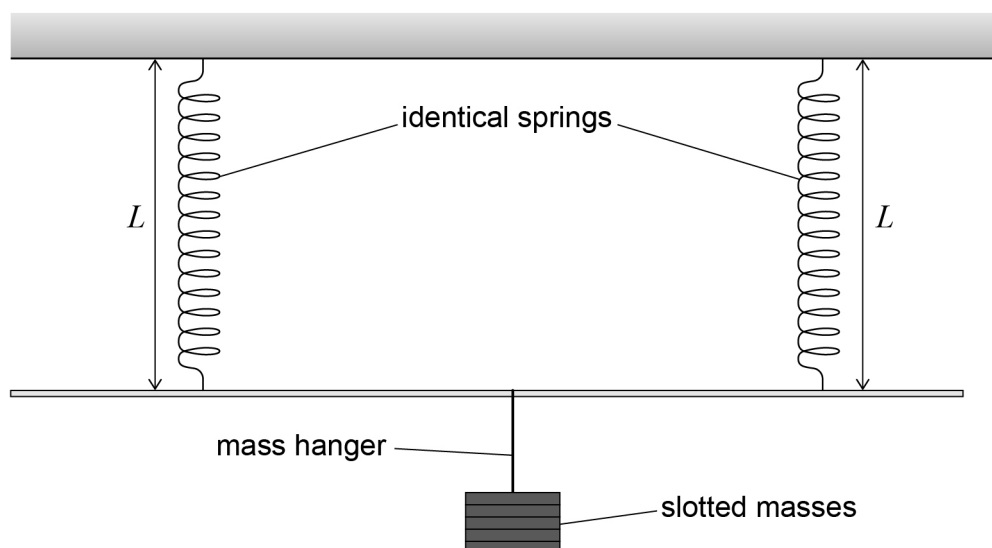 identical springs
L
L
mass hanger
slotted masses